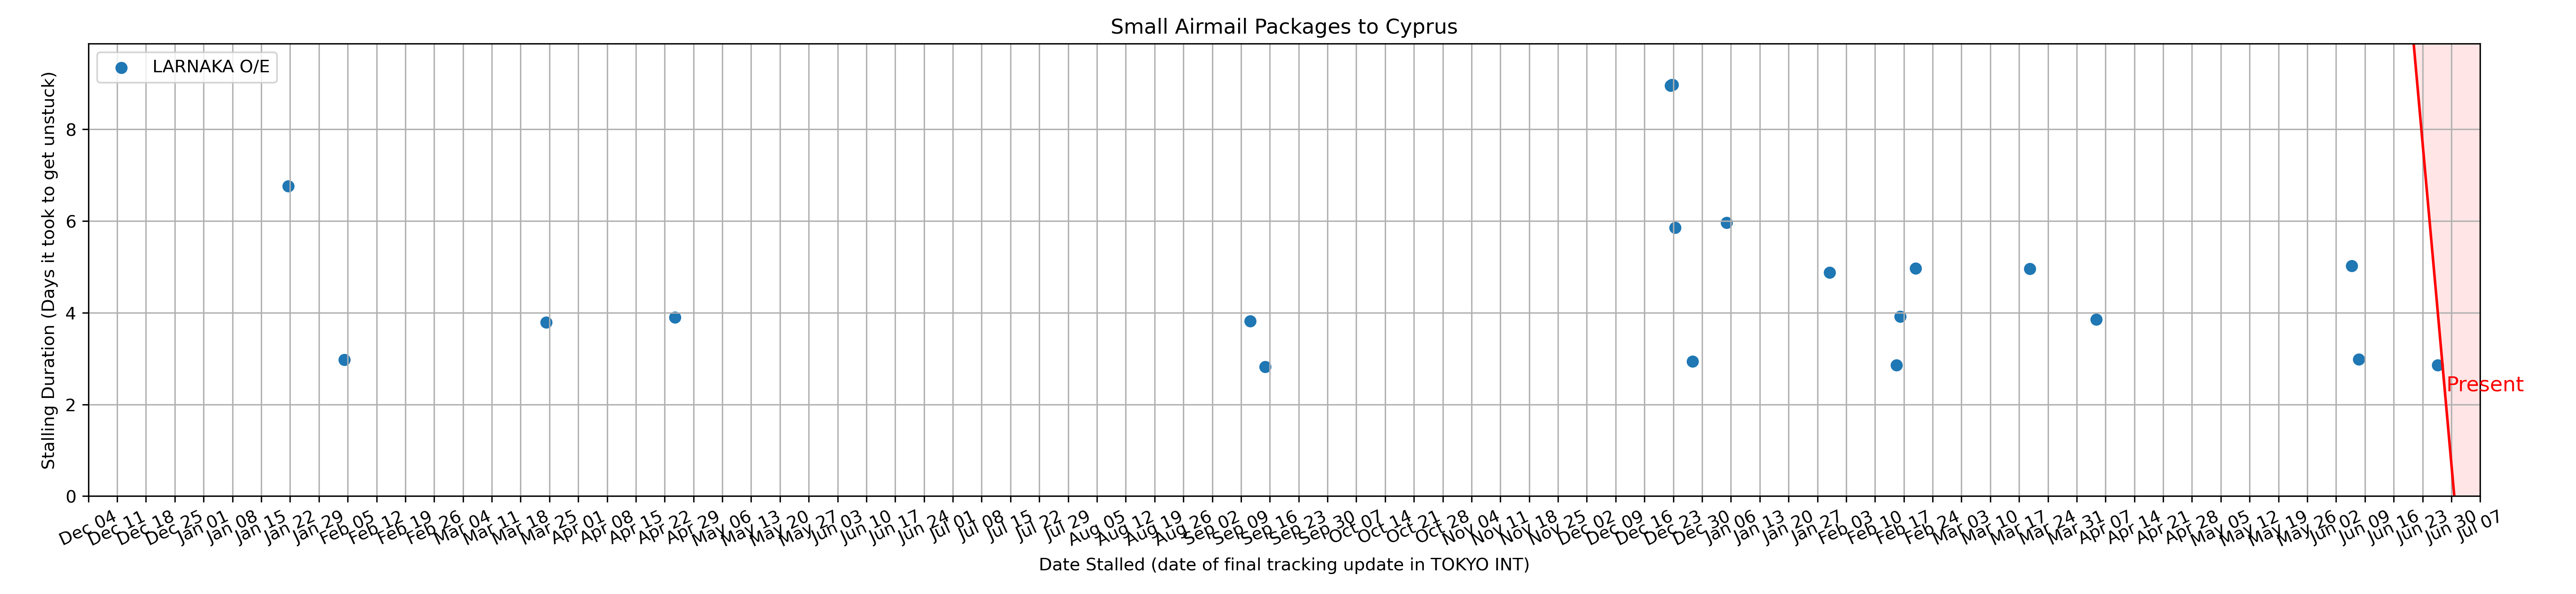 Small Airmail Packages to Cyprus
LARNAKA O/E
Stalling Duration (Days it took to get unstuck)
8
6
4
2
0
Present
Dec 04 Dec 11 Dec 18 Dec 25 Jan 01 Jan 08 Jan 15 Jan 22 Jan 29 Feb 05 Feb 12 Feb 19 Feb 26 Mar 04 Mar 11 Mar 18 Mar 25 Apr 01 Apr 08 Apr 15 Apr 22 Apr 29 May 06 May 13 May 20 May 27 Jun 03 Jun 10 Jun 17 Jun 24 Jul 01 Jul 08 Jul 15 Jul 22 Jul 29 Aug 05 Aug 12 Aug 19 Aug 26 Sep 02 Sep 09 Sep 16 Sep 23 Sep 30 Oct 07 Oct 14 Oct 21 Oct 28 Nov 04 Nov 11 Nov 18 Nov 25 Dec 02 Dec 09 Dec 16 Dec 23 Dec 30 Jan 06 Jan 13 Jan 20 Jan 27 Feb 03 Feb 10 Feb 17 Feb 24 Mar 03 Mar 10 Mar 17 Mar 24 Mar 31 Apr 07 Apr 14 Apr 21 Apr 28 May 05 May 12 May 19 May 26 Jun 02 Jun 09 Jun 16 Jun 23 Jun 30 Jul 07
Date Stalled (date of final tracking update in TOKYO INT)